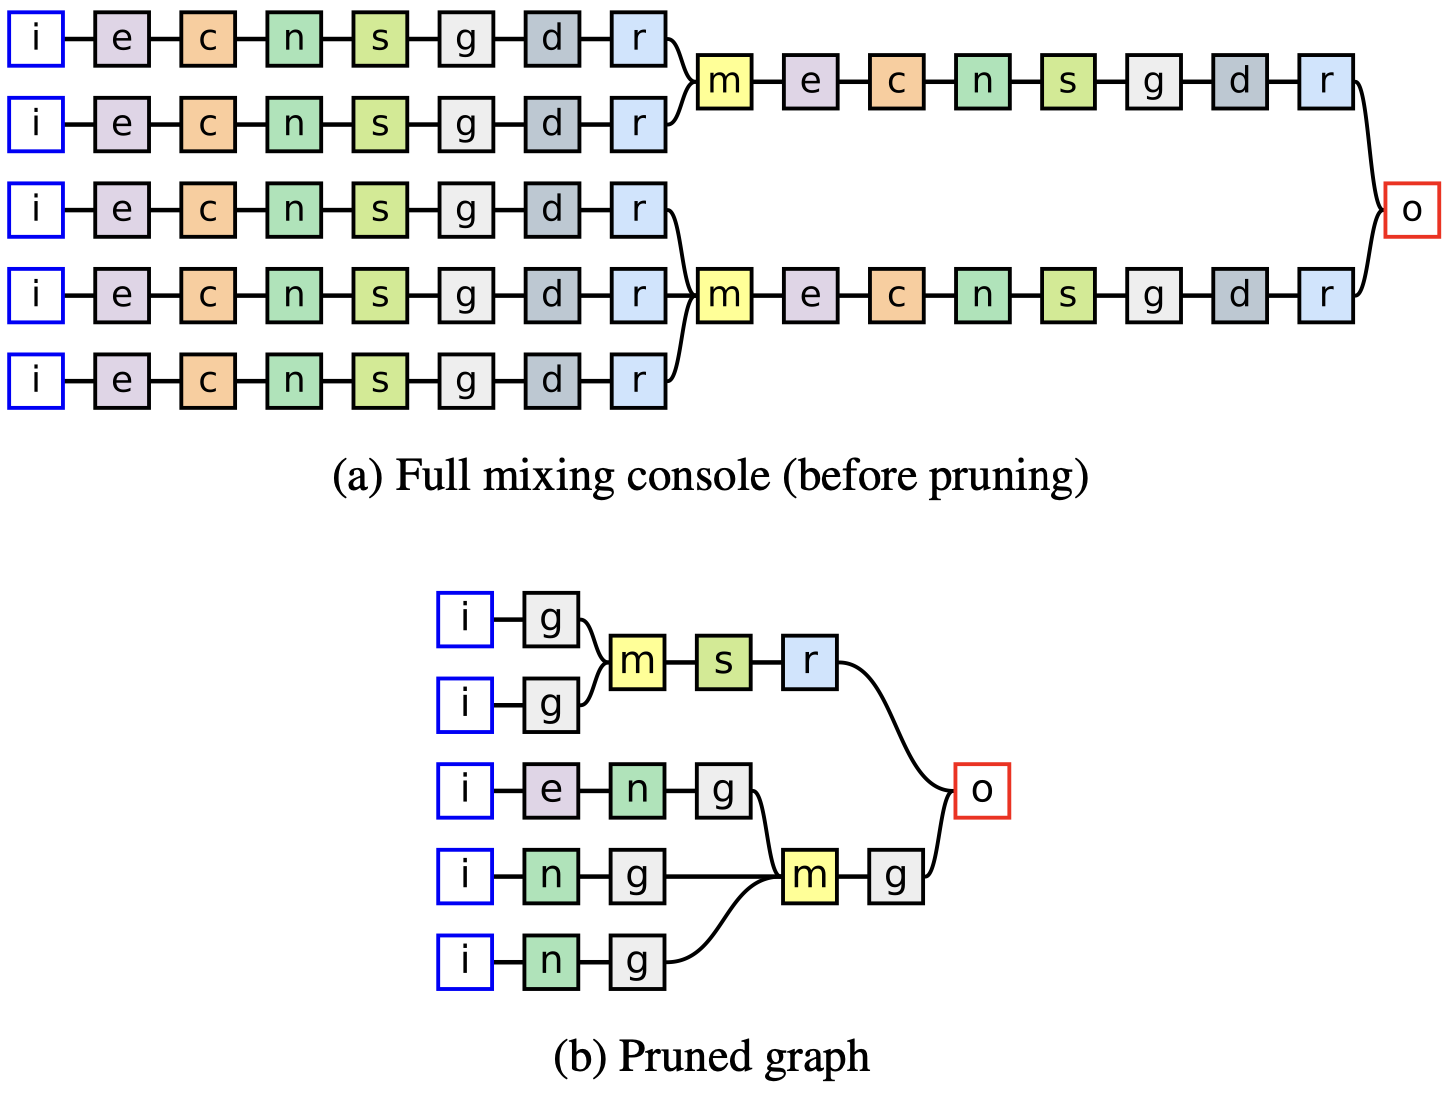 i e c n s g d r
m e c n s g d r
i e c n s g d r
i e c n s g d r
o
i e c n s g d r
m e c n s g d r
i e c n s g d r
(a) Full mixing console (before pruning)
i g
m s r
i g
i e n g
o
i n g
m g
i n g
(b) Pruned graph